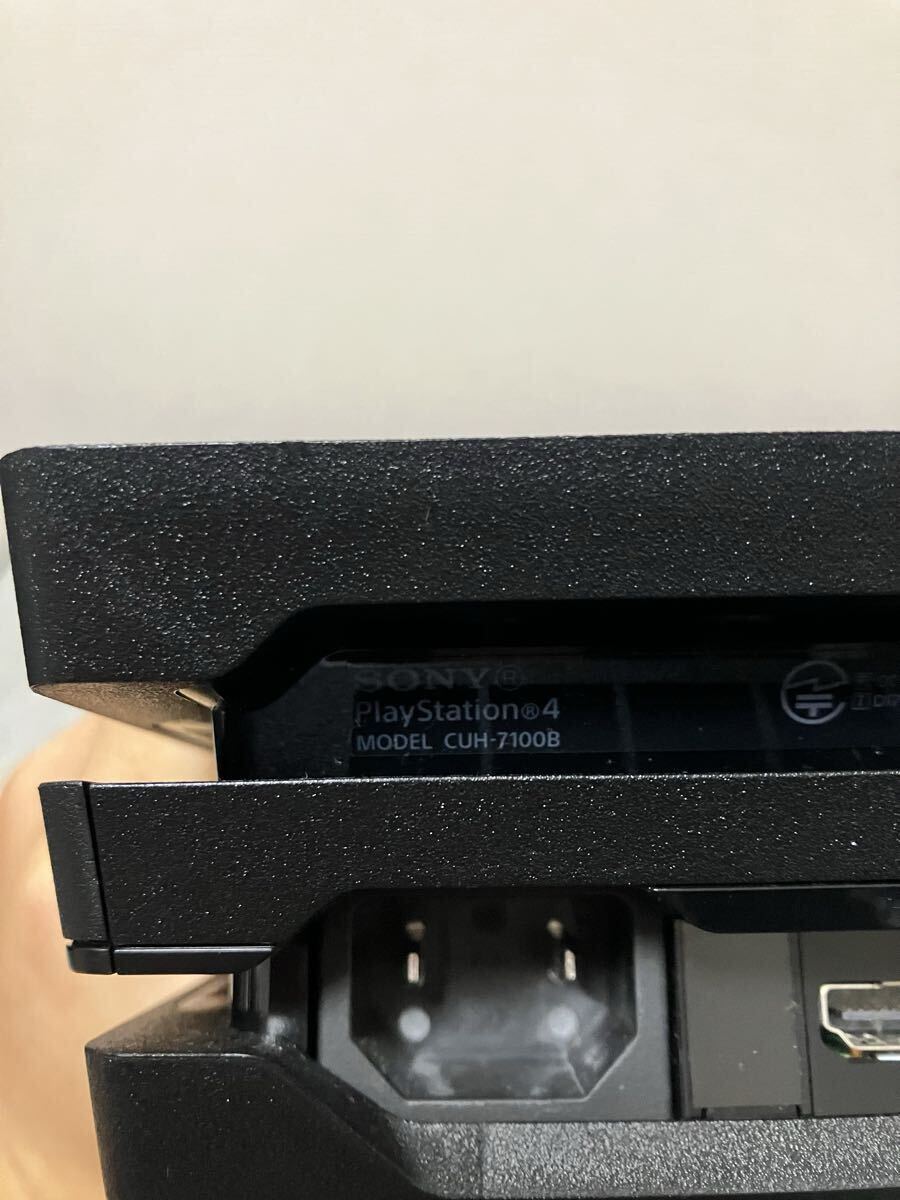 SONY®
PlayStation®4
MODEL CUH-7100B